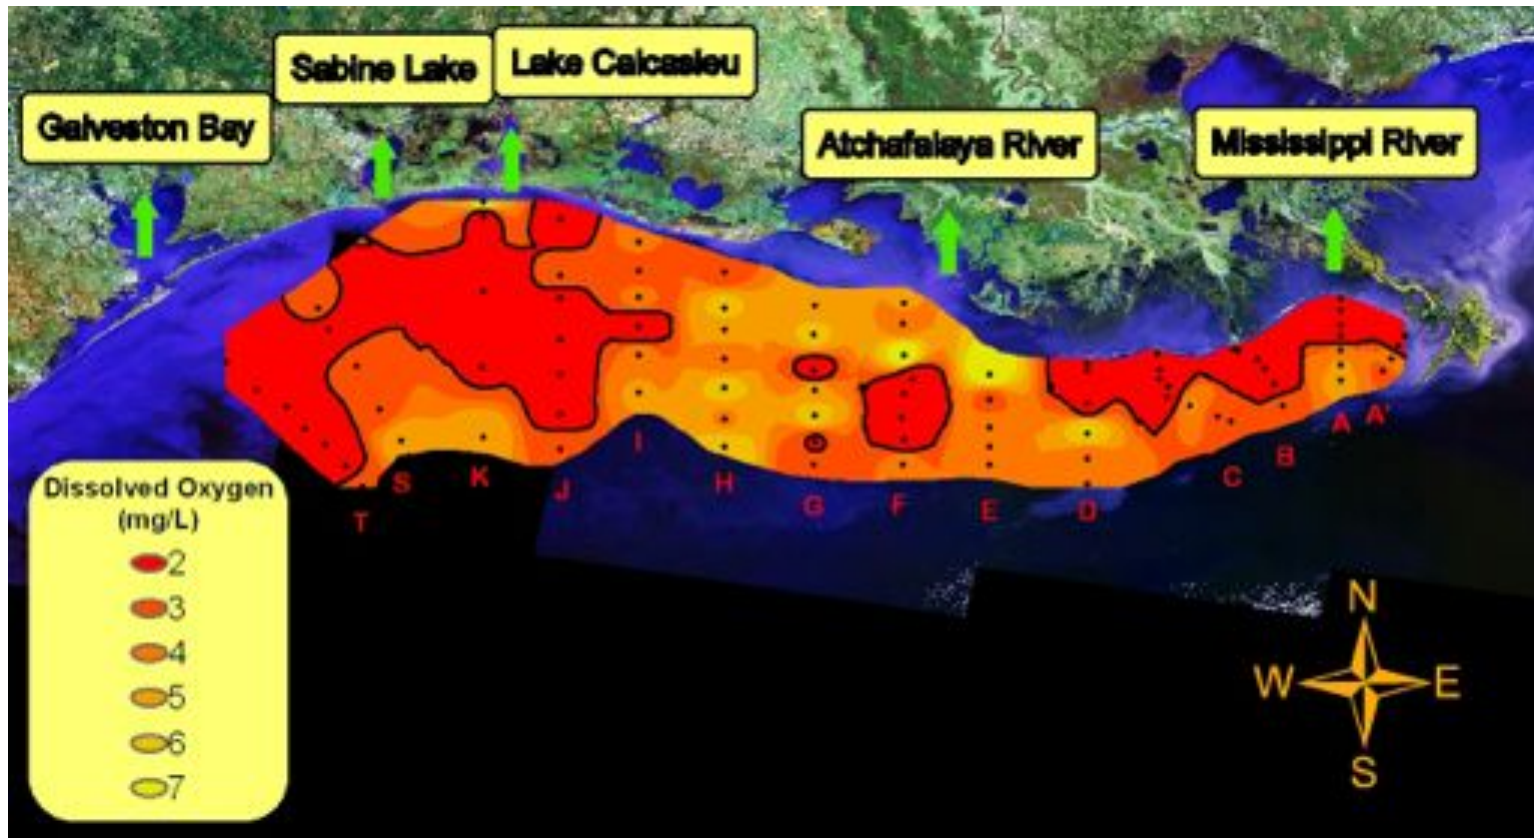 Sabine Lake
Lake Calcasieu
Galveston Bay
Atchafalaya River
Mississippi River
T
S
K
J
I
H
G
F
E
D
C
B
A
A'
Dissolved Oxygen
(mg/L)
2
3
4
5
6
7
N
W E
S